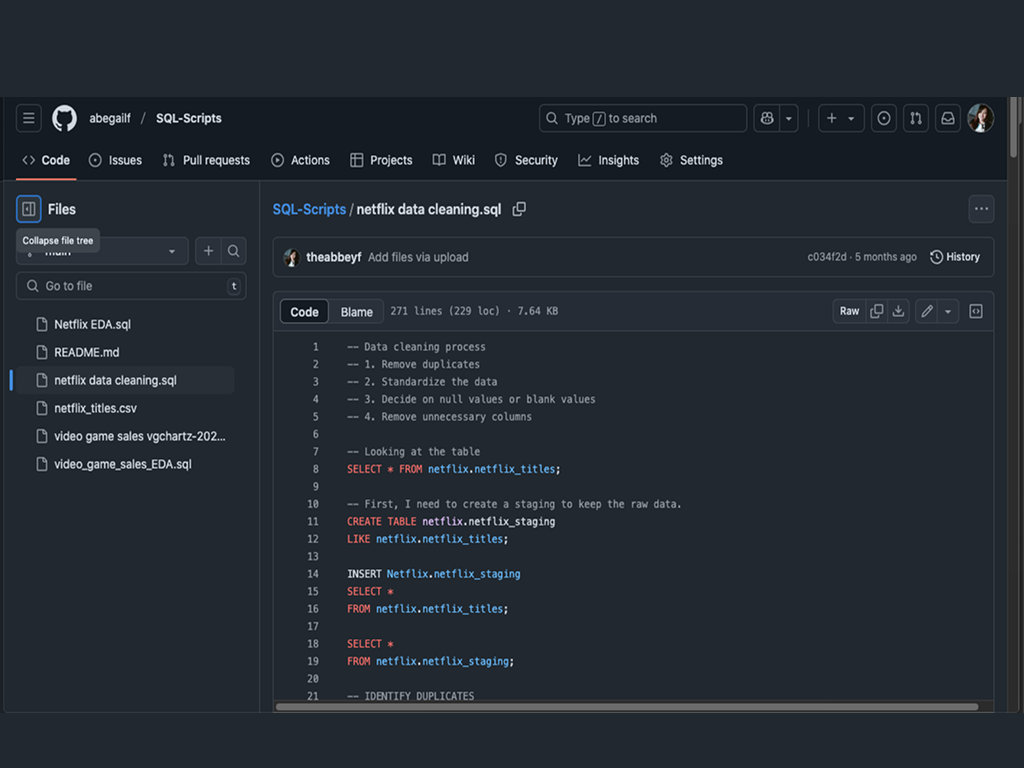 abegailf / SQL-Scripts
Type / to search
Code Issues Pull requests Actions Projects Wiki Security Insights Settings
Files
Collapse file tree
main
Go to file t
Netflix EDA.sql
README.md
netflix data cleaning.sql
netflix_titles.csv
video game sales vgchartz-202...
video_game_sales_EDA.sql
SQL-Scripts / netflix data cleaning.sql
theabbeyf Add files via upload
c034f2d · 5 months ago History
Code Blame 271 lines (229 loc) · 7.64 KB Raw
1 -- Data cleaning process
2 -- 1. Remove duplicates
3 -- 2. Standardize the data
4 -- 3. Decide on null values or blank values
5 -- 4. Remove unnecessary columns
6
7 -- Looking at the table
8 SELECT * FROM netflix.netflix_titles;
9
10 -- First, I need to create a staging to keep the raw data.
11 CREATE TABLE netflix.netflix_staging
12 LIKE netflix.netflix_titles;
13
14 INSERT Netflix.netflix_staging
15 SELECT *
16 FROM netflix.netflix_titles;
17
18 SELECT *
19 FROM netflix.netflix_staging;
20
21 -- IDENTIFY DUPLICATES